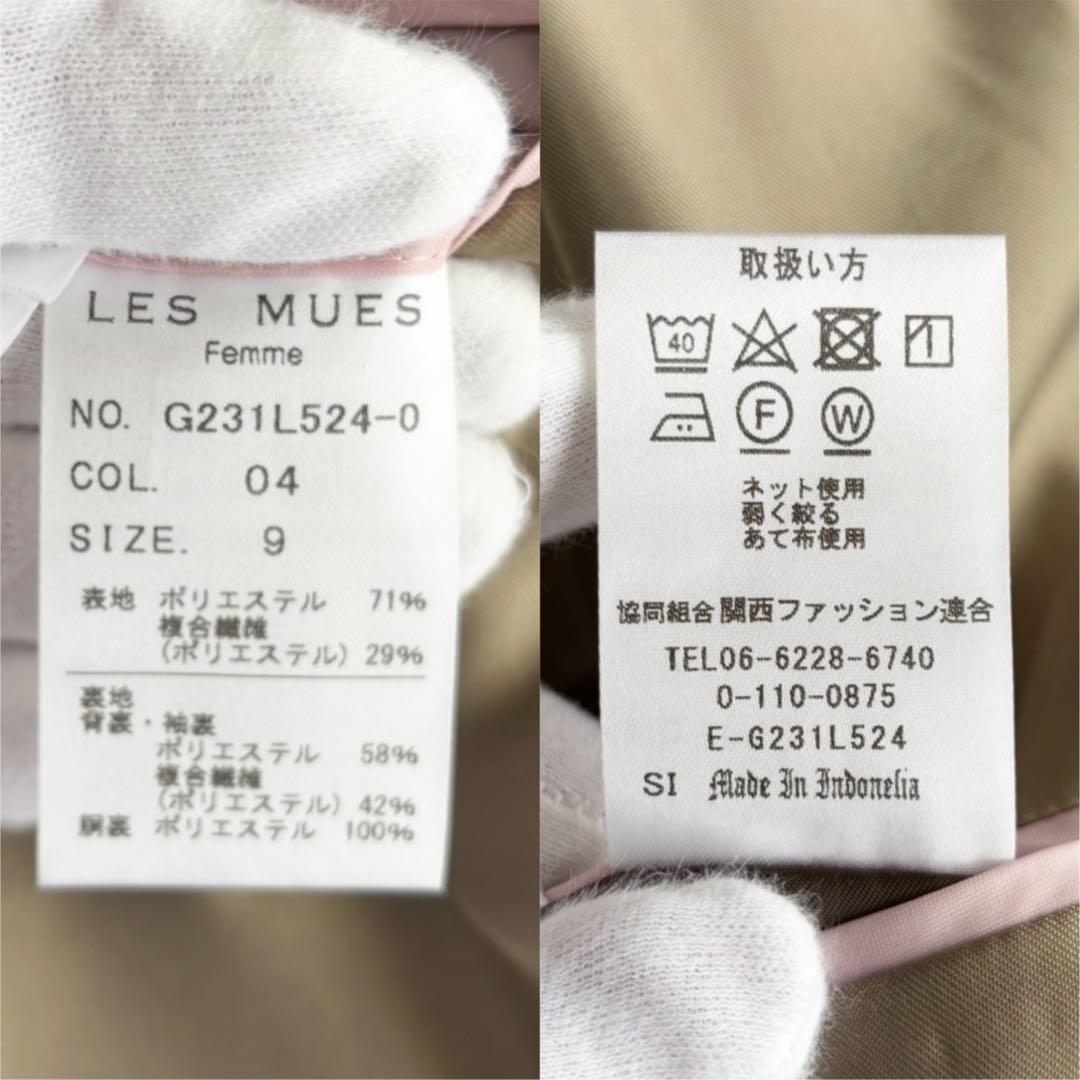 LES MUES
Femme
NO. G231L524-0
COL. 04
SIZE. 9
表地 ポリエステル 71%
複合繊維
(ポリエステル) 29%
裏地
背裏・袖裏
ポリエステル 58%
複合繊維
(ポリエステル) 42%
胴裏 ポリエステル 100%
取扱い方
40
1
F
W
ネット使用
弱く絞る
あて布使用
協同組合 関西ファッション連合
TEL06-6228-6740
0-110-0875
E-G231L524
SI Made In Indonesia